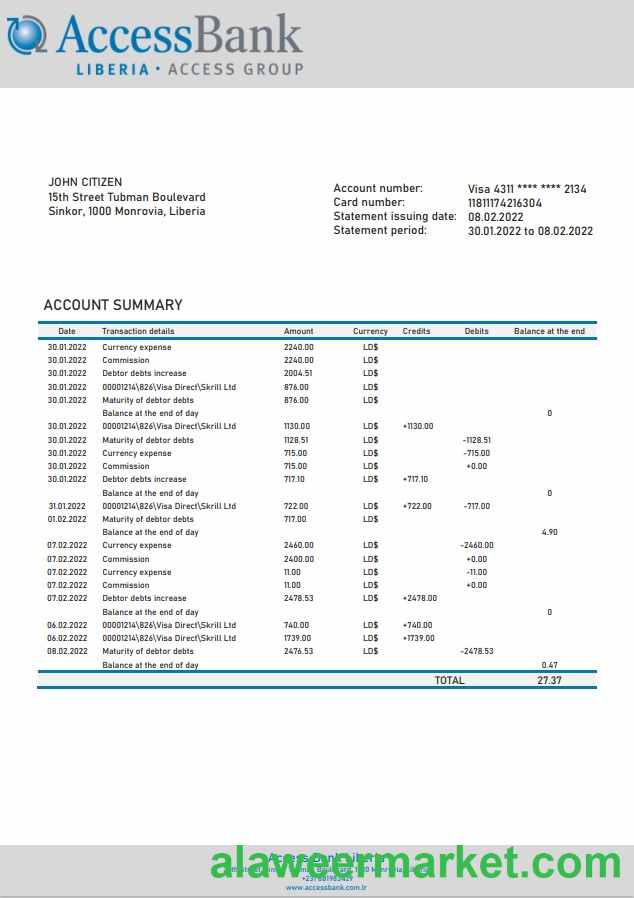 AccessBank
LIBERIA • ACCESS GROUP
JOHN CITIZEN
15th Street Tubman Boulevard
Sinkor, 1000 Monrovia, Liberia
Account number: Visa 4311 **** **** 2134
Card number: 11811174216304
Statement issuing date: 08.02.2022
Statement period: 30.01.2022 to 08.02.2022
ACCOUNT SUMMARY
Date Transaction details Amount Currency Credits Debits Balance at the end
30.01.2022 Currency expense 2240.00 LD$
30.01.2022 Commission 2240.00 LD$
30.01.2022 Debtor debts increase 2004.51 LD$
30.01.2022 00001214\826\Visa Direct\Skrill Ltd 876.00 LD$
30.01.2022 Maturity of debtor debts 876.00 LD$
Balance at the end of day 0
30.01.2022 00001214\826\Visa Direct\Skrill Ltd 1130.00 LD$ +1130.00
30.01.2022 Maturity of debtor debts 1128.51 LD$ -1128.51
30.01.2022 Currency expense 715.00 LD$ -715.00
30.01.2022 Commission 715.00 LD$ +0.00
30.01.2022 Debtor debts increase 717.10 LD$ +717.10
Balance at the end of day 0
31.01.2022 00001214\826\Visa Direct\Skrill Ltd 722.00 LD$ +722.00 -717.00
01.02.2022 Maturity of debtor debts 717.00 LD$
Balance at the end of day 4.90
07.02.2022 Currency expense 2460.00 LD$ -2460.00
07.02.2022 Commission 2400.00 LD$ +0.00
07.02.2022 Currency expense 11.00 LD$ -11.00
07.02.2022 Commission 11.00 LD$ +0.00
07.02.2022 Debtor debts increase 2478.53 LD$ +2478.00
Balance at the end of day 0
06.02.2022 00001214\826\Visa Direct\Skrill Ltd 740.00 LD$ +740.00
06.02.2022 00001214\826\Visa Direct\Skrill Ltd 1739.00 LD$ +1739.00
08.02.2022 Maturity of debtor debts 2476.53 LD$ -2478.53
Balance at the end of day 0.47
TOTAL 27.37
Access Bank Liberia
alaweermarket.com
www.accessbank.com.lr